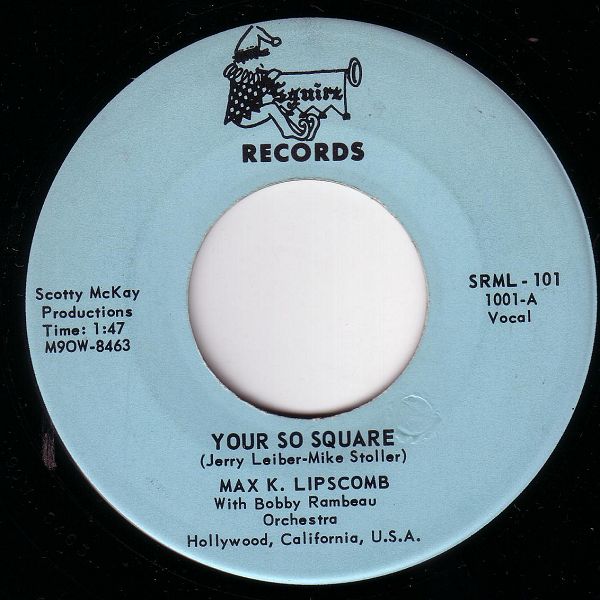 Squire
RECORDS
Scotty McKay
Productions
Time: 1:47
M9OW-8463
SRML - 101
1001-A
Vocal
YOUR SO SQUARE
(Jerry Leiber-Mike Stoller)
MAX K. LIPSCOMB
With Bobby Rambeau
Orchestra
Hollywood, California, U.S.A.